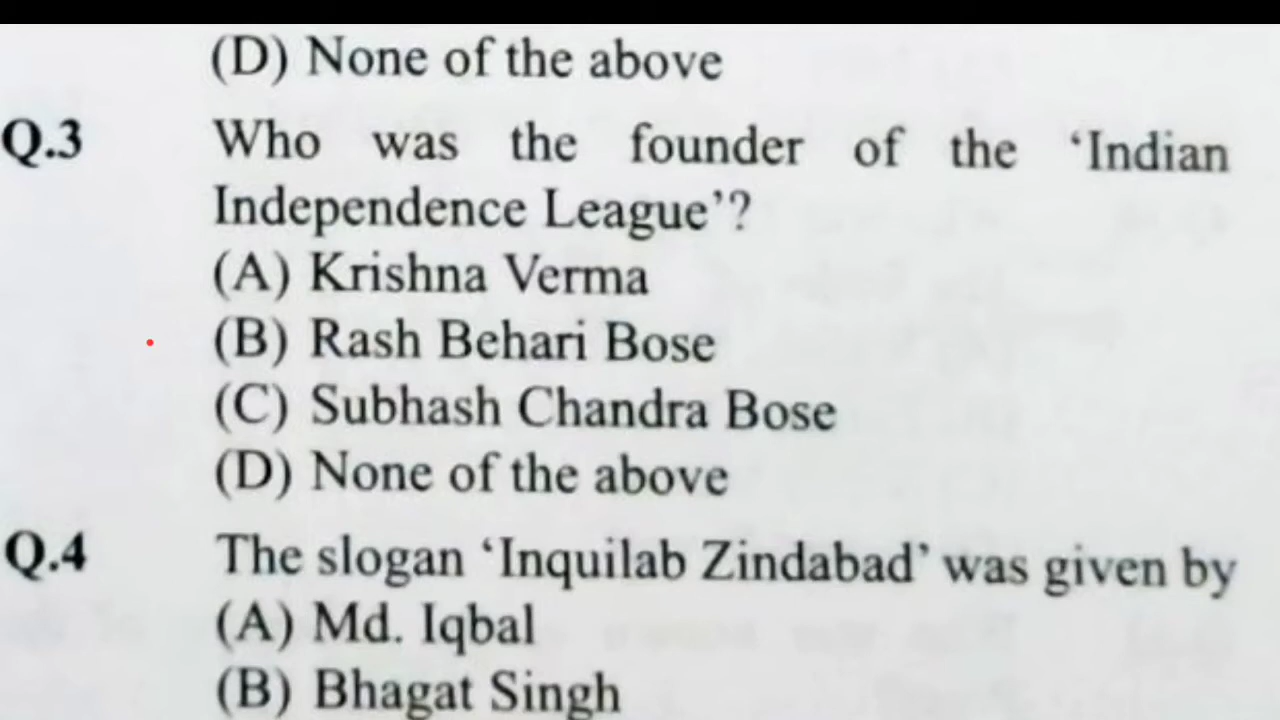 (D) None of the above
Q.3 Who was the founder of the ‘Indian
Independence League’?
(A) Krishna Verma
(B) Rash Behari Bose
(C) Subhash Chandra Bose
(D) None of the above
Q.4 The slogan ‘Inquilab Zindabad’ was given by
(A) Md. Iqbal
(B) Bhagat Singh